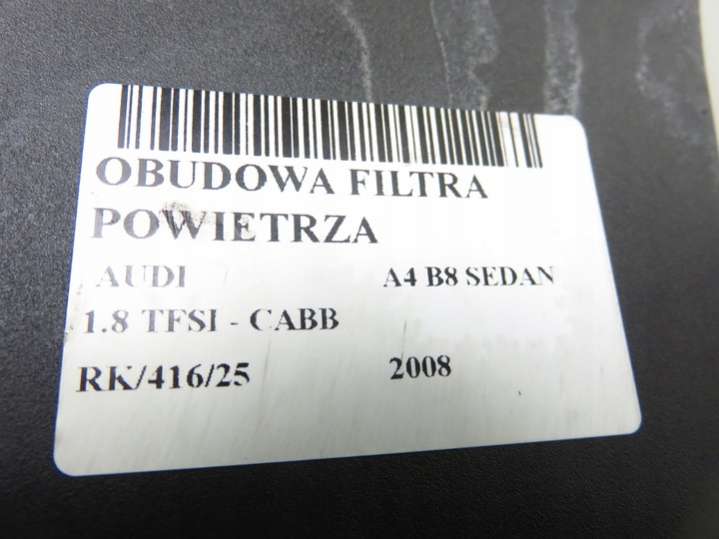 OBUDOWA FILTRA
POWIETRZA
AUDI A4 B8 SEDAN
1.8 TFSI - CABB
RK/416/25 2008